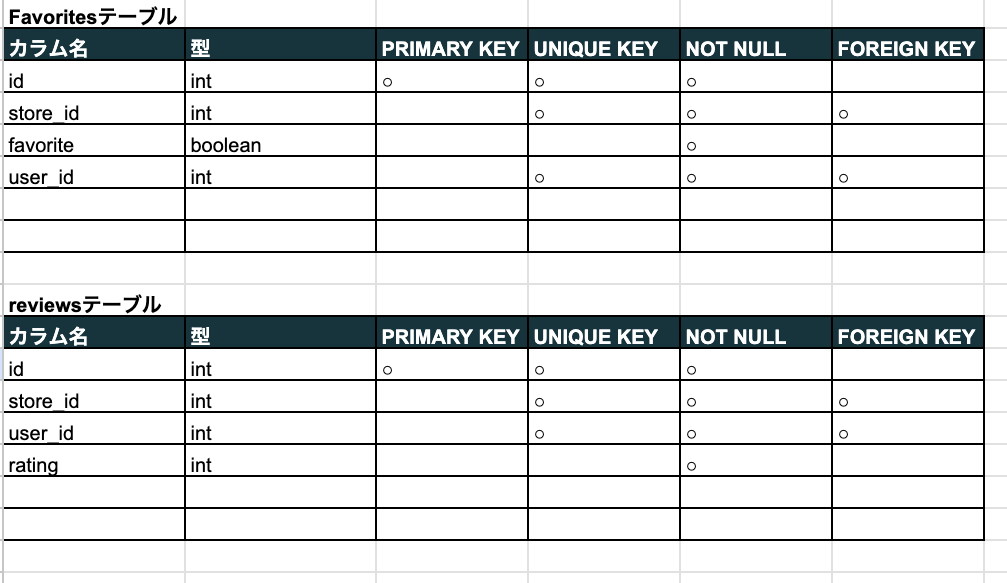 Favoritesテーブル
カラム名 型 PRIMARY KEY UNIQUE KEY NOT NULL FOREIGN KEY
id int ○ ○ ○
store_id int ○ ○ ○
favorite boolean ○
user_id int ○ ○ ○
reviewsテーブル
カラム名 型 PRIMARY KEY UNIQUE KEY NOT NULL FOREIGN KEY
id int ○ ○ ○
store_id int ○ ○ ○
user_id int ○ ○ ○
rating int ○